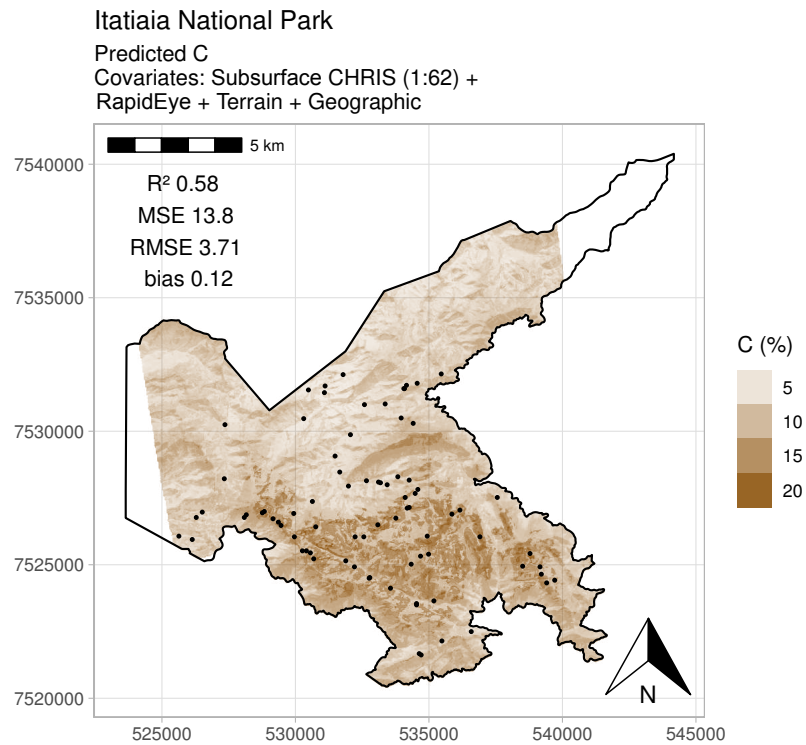 Itatiaia National Park
Predicted C
Covariates: Subsurface CHRIS (1:62) +
RapidEye + Terrain + Geographic
5 km
R² 0.58
MSE 13.8
RMSE 3.71
bias 0.12
7540000
7535000
7530000
7525000
7520000
525000 530000 535000 540000 545000
N
C (%)
5
10
15
20